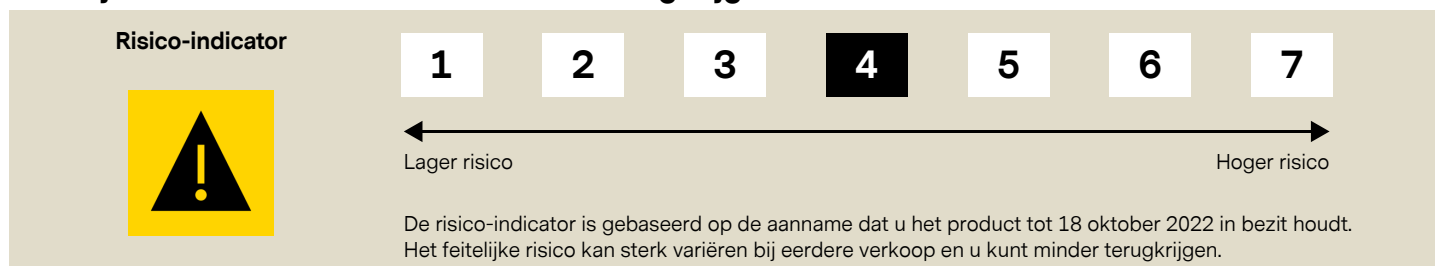 Risico-indicator
1 2 3 4 5 6 7
Lager risico Hoger risico
De risico-indicator is gebaseerd op de aanname dat u het product tot 18 oktober 2022 in bezit houdt.
Het feitelijke risico kan sterk variëren bij eerdere verkoop en u kunt minder terugkrijgen.